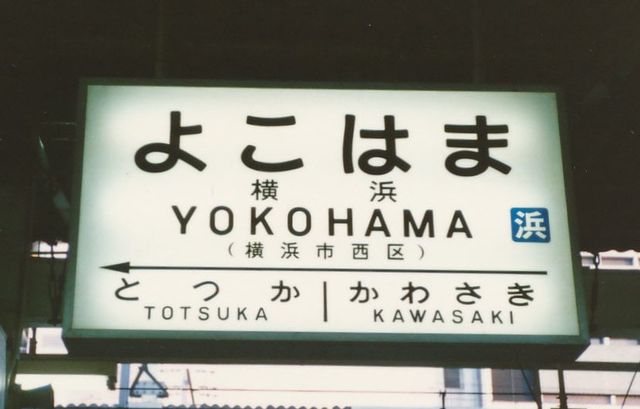 よこはま
横浜
YOKOHAMA
浜
(横浜市西区)
とつか かわさき
TOTSUKA KAWASAKI